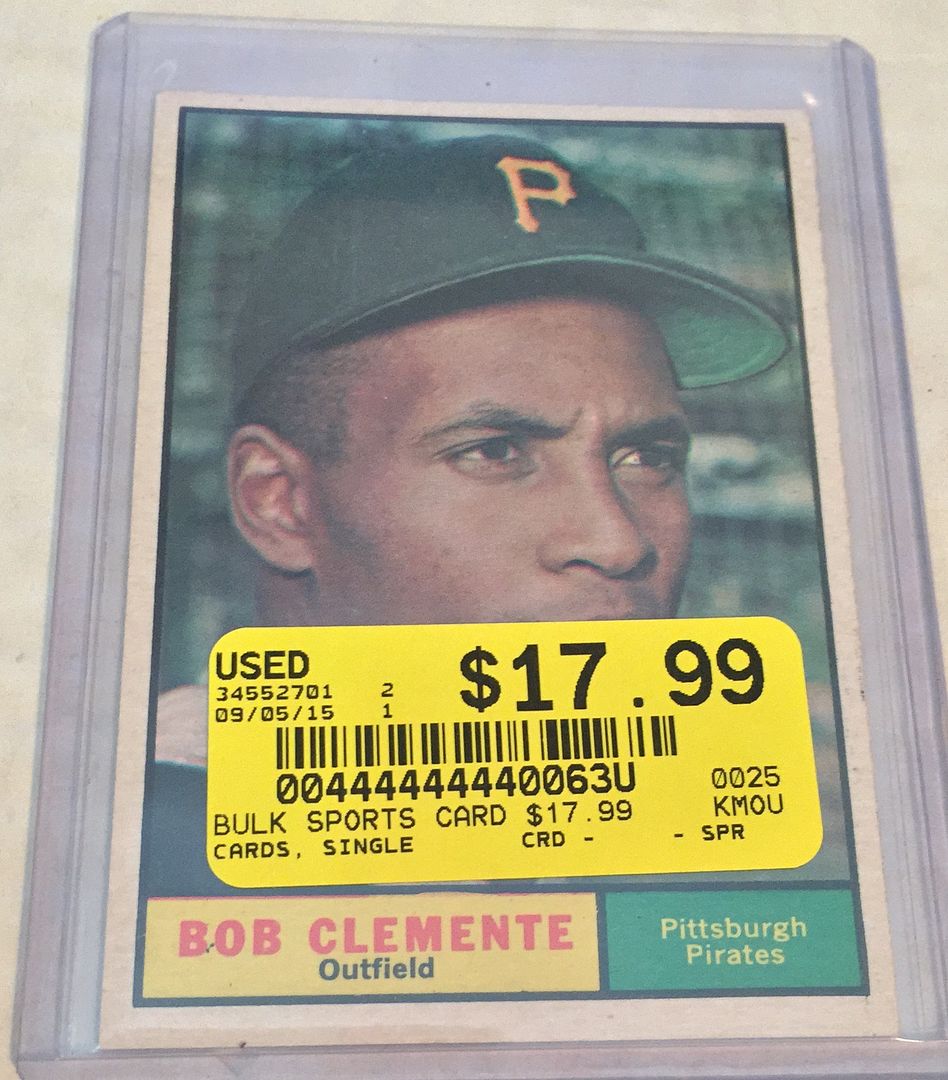 P
USED
$17.99
34552701 2
09/05/15 1
00444444440063U
0025
BULK SPORTS CARD $17.99
KMOU
CARDS, SINGLE CRD - - SPR
BOB CLEMENTE
Outfield
Pittsburgh
Pirates